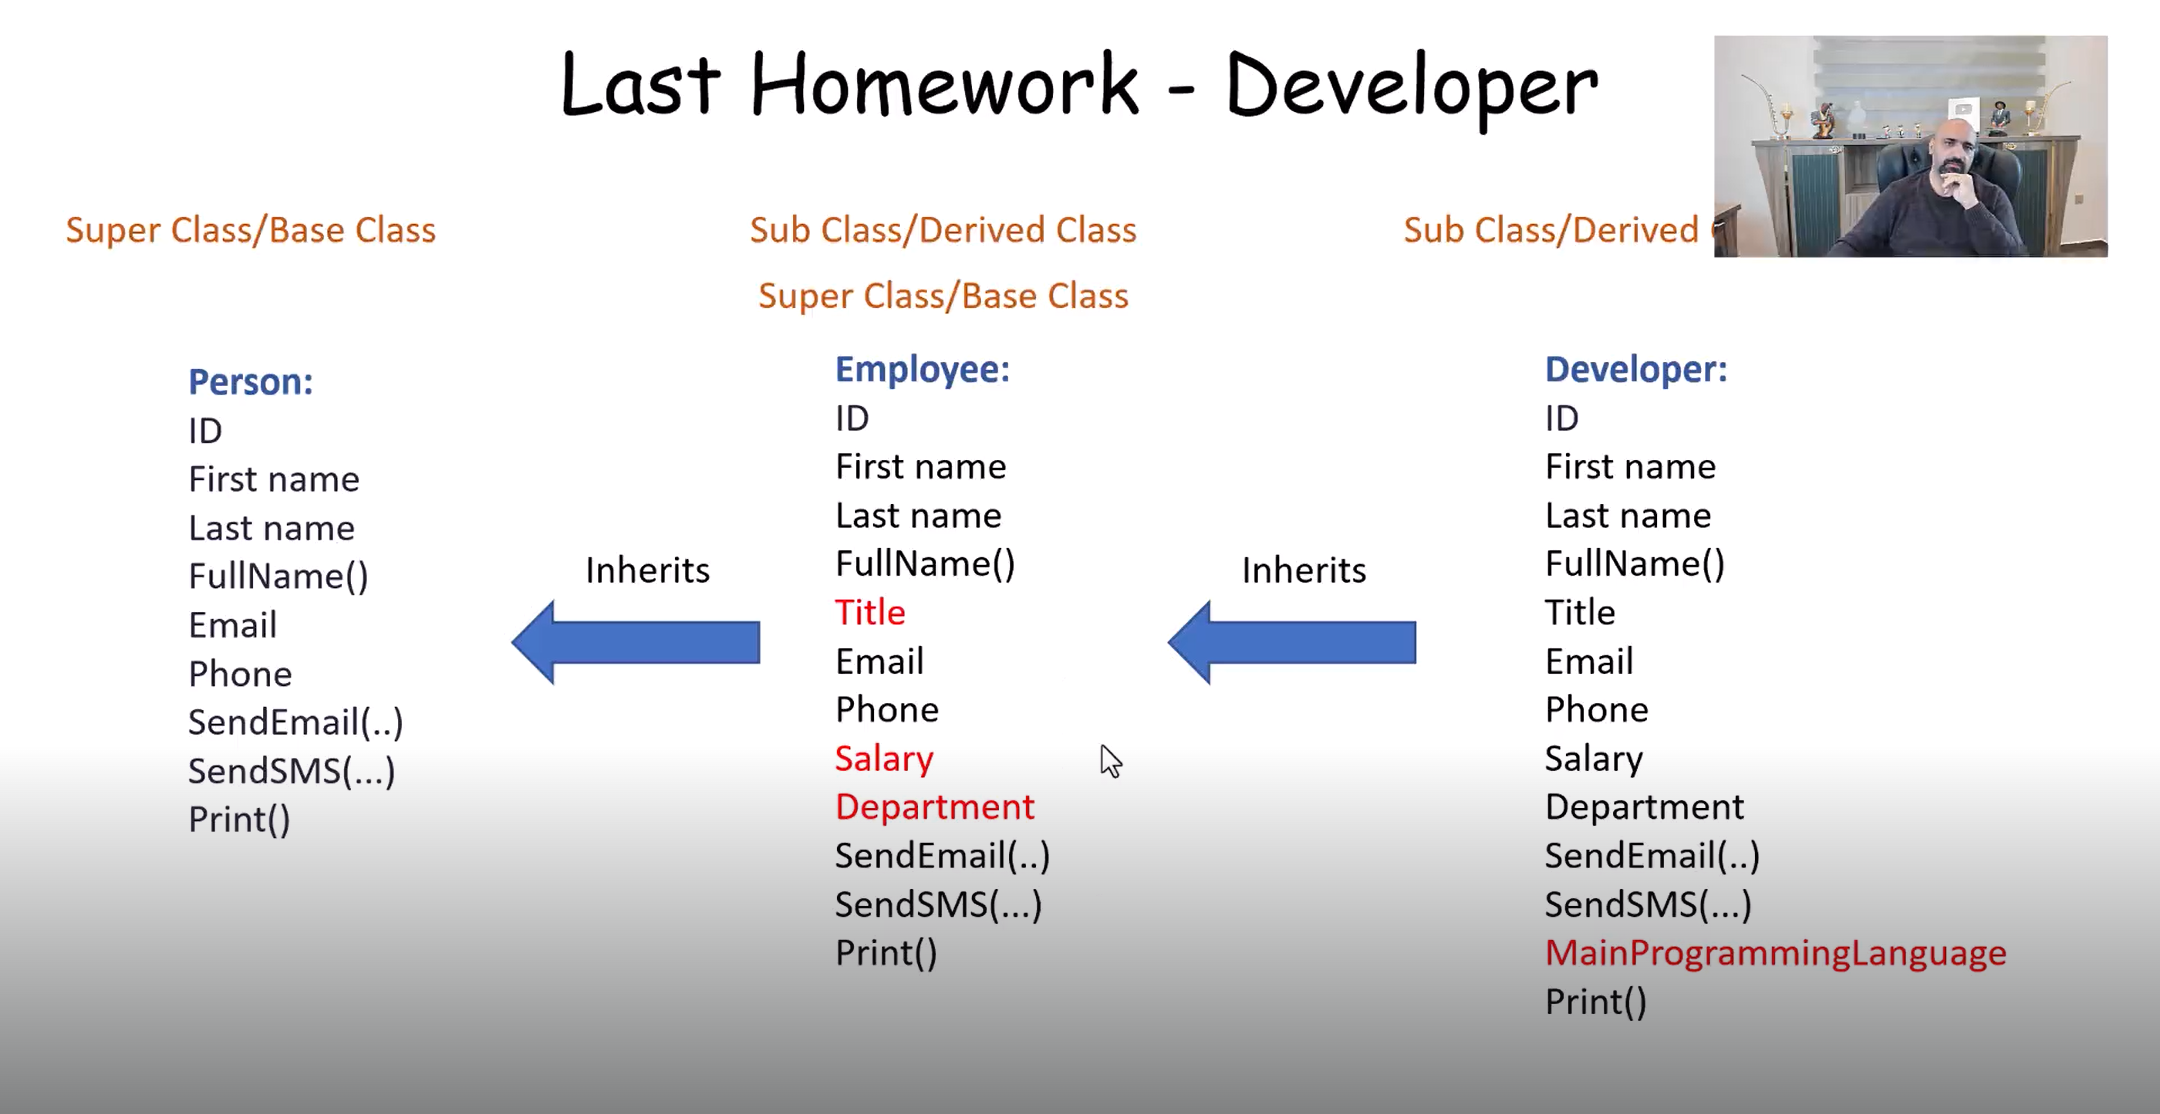 Last Homework - Developer
Super Class/Base Class
Sub Class/Derived Class
Super Class/Base Class
Sub Class/Derived
Person:
ID
First name
Last name
FullName()
Email
Phone
SendEmail(..)
SendSMS(...)
Print()
Inherits
Employee:
ID
First name
Last name
FullName()
Title
Email
Phone
Salary
Department
SendEmail(..)
SendSMS(...)
Print()
Inherits
Developer:
ID
First name
Last name
FullName()
Title
Email
Phone
Salary
Department
SendEmail(..)
SendSMS(...)
MainProgrammingLanguage
Print()